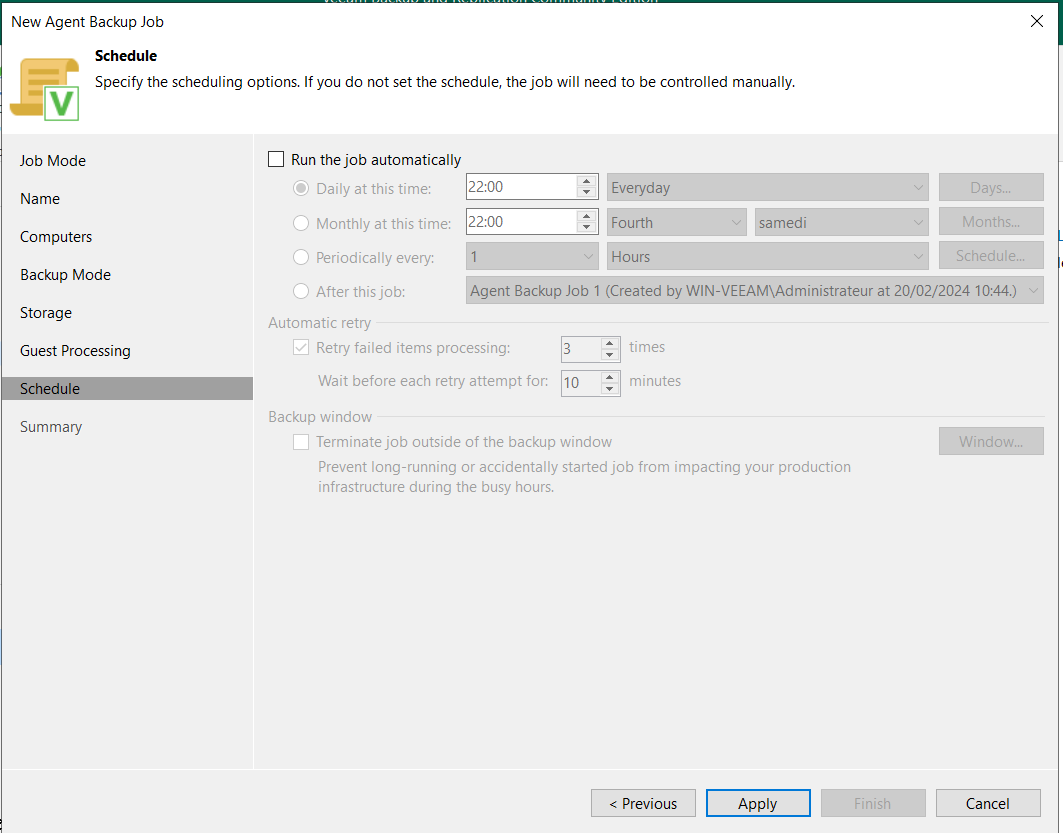 Veeam Backup and Replication Community Edition
New Agent Backup Job
Schedule
Specify the scheduling options. If you do not set the schedule, the job will need to be controlled manually.
Job Mode
Name
Computers
Backup Mode
Storage
Guest Processing
Schedule
Summary
Run the job automatically
Daily at this time: 22:00 Everyday Days...
Monthly at this time: 22:00 Fourth samedi Months...
Periodically every: 1 Hours Schedule...
After this job: Agent Backup Job 1 (Created by WIN-VEEAM\Administrateur at 20/02/2024 10:44.)
Automatic retry
Retry failed items processing: 3 times
Wait before each retry attempt for: 10 minutes
Backup window
Terminate job outside of the backup window Window...
Prevent long-running or accidentally started job from impacting your production
infrastructure during the busy hours.
< Previous Apply Finish Cancel